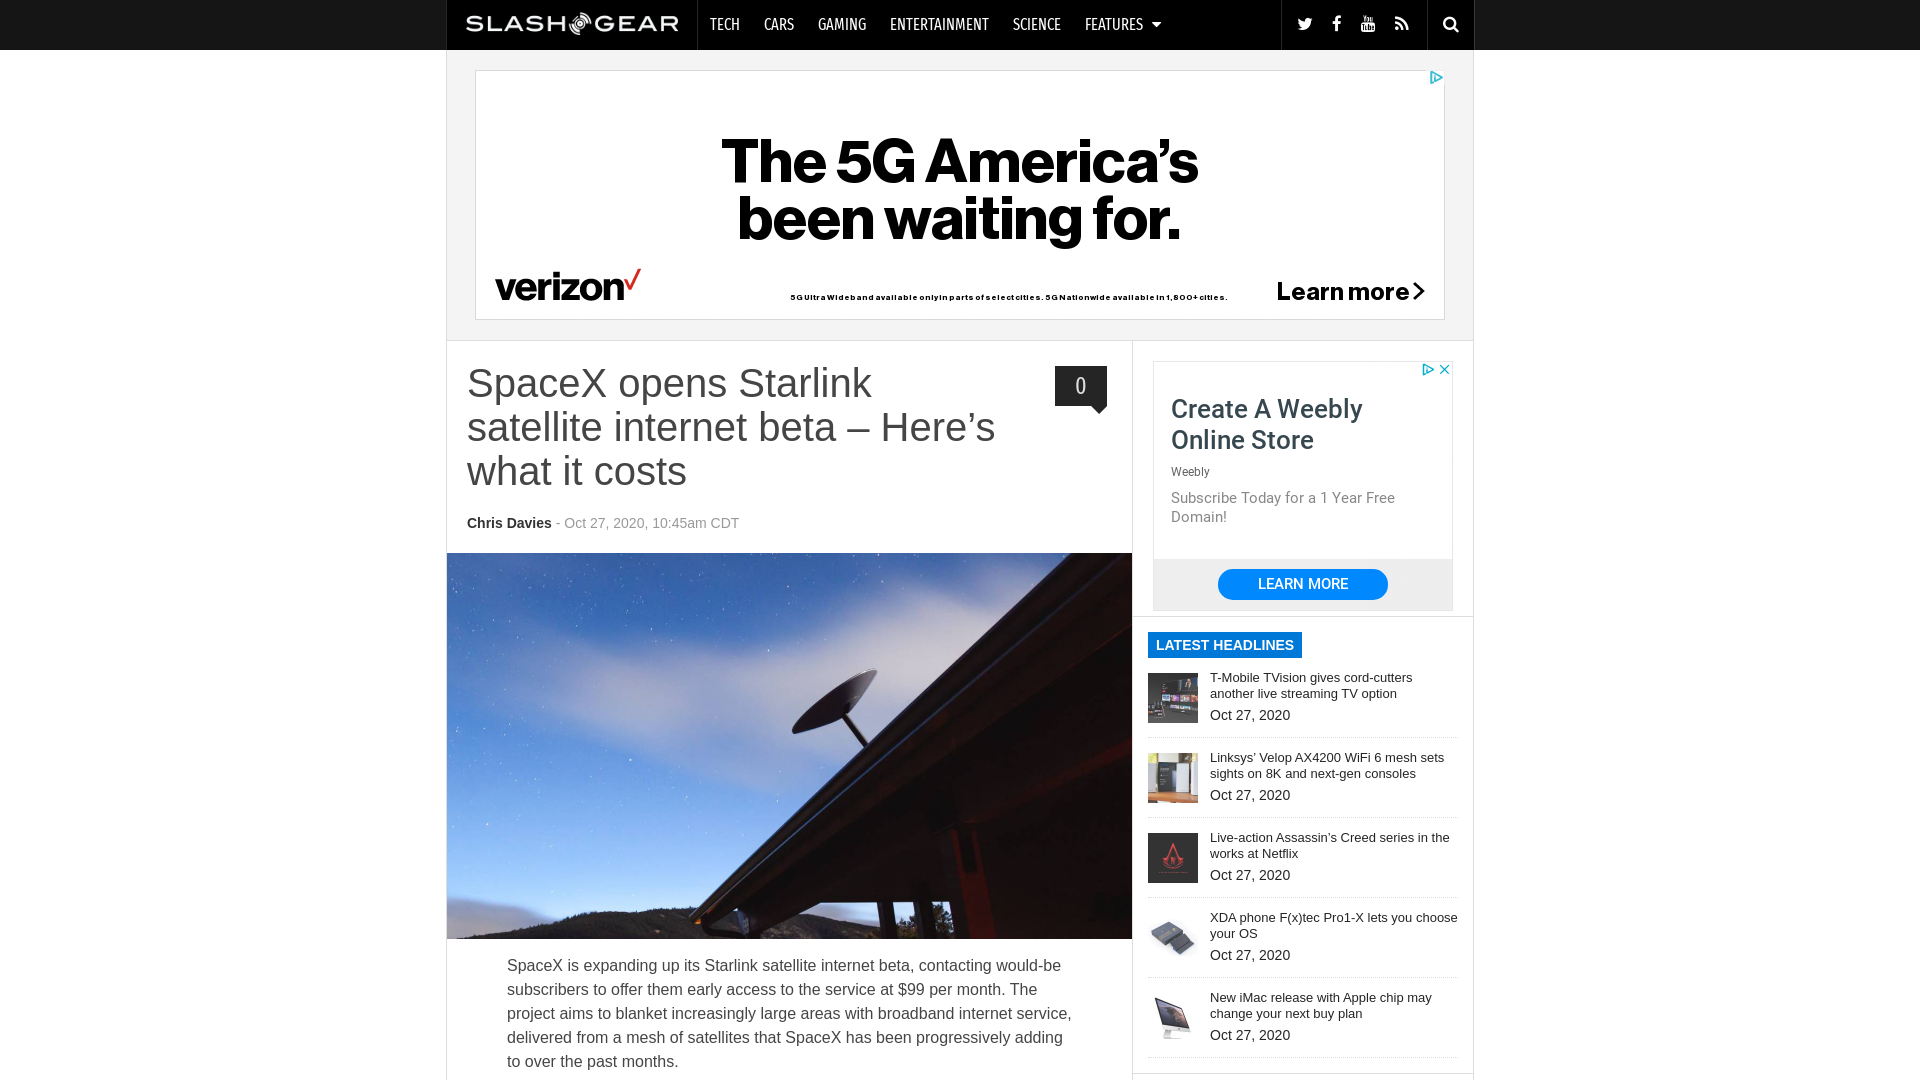 SLASHGEAR
TECH
CARS
GAMING
ENTERTAINMENT
SCIENCE
FEATURES
The 5G America’s
been waiting for.
verizon
5G Ultra Wideband available only in parts of select cities. 5G Nationwide available in 1,800+ cities.
Learn more
SpaceX opens Starlink
satellite internet beta – Here’s
what it costs
0
Chris Davies - Oct 27, 2020, 10:45am CDT
SpaceX is expanding up its Starlink satellite internet beta, contacting would-be
subscribers to offer them early access to the service at $99 per month. The
project aims to blanket increasingly large areas with broadband internet service,
delivered from a mesh of satellites that SpaceX has been progressively adding
to over the past months.
Create A Weebly
Online Store
Weebly
Subscribe Today for a 1 Year Free
Domain!
LEARN MORE
LATEST HEADLINES
T-Mobile TVision gives cord-cutters
another live streaming TV option
Oct 27, 2020
Linksys’ Velop AX4200 WiFi 6 mesh sets
sights on 8K and next-gen consoles
Oct 27, 2020
Live-action Assassin’s Creed series in the
works at Netflix
Oct 27, 2020
XDA phone F(x)tec Pro1-X lets you choose
your OS
Oct 27, 2020
New iMac release with Apple chip may
change your next buy plan
Oct 27, 2020